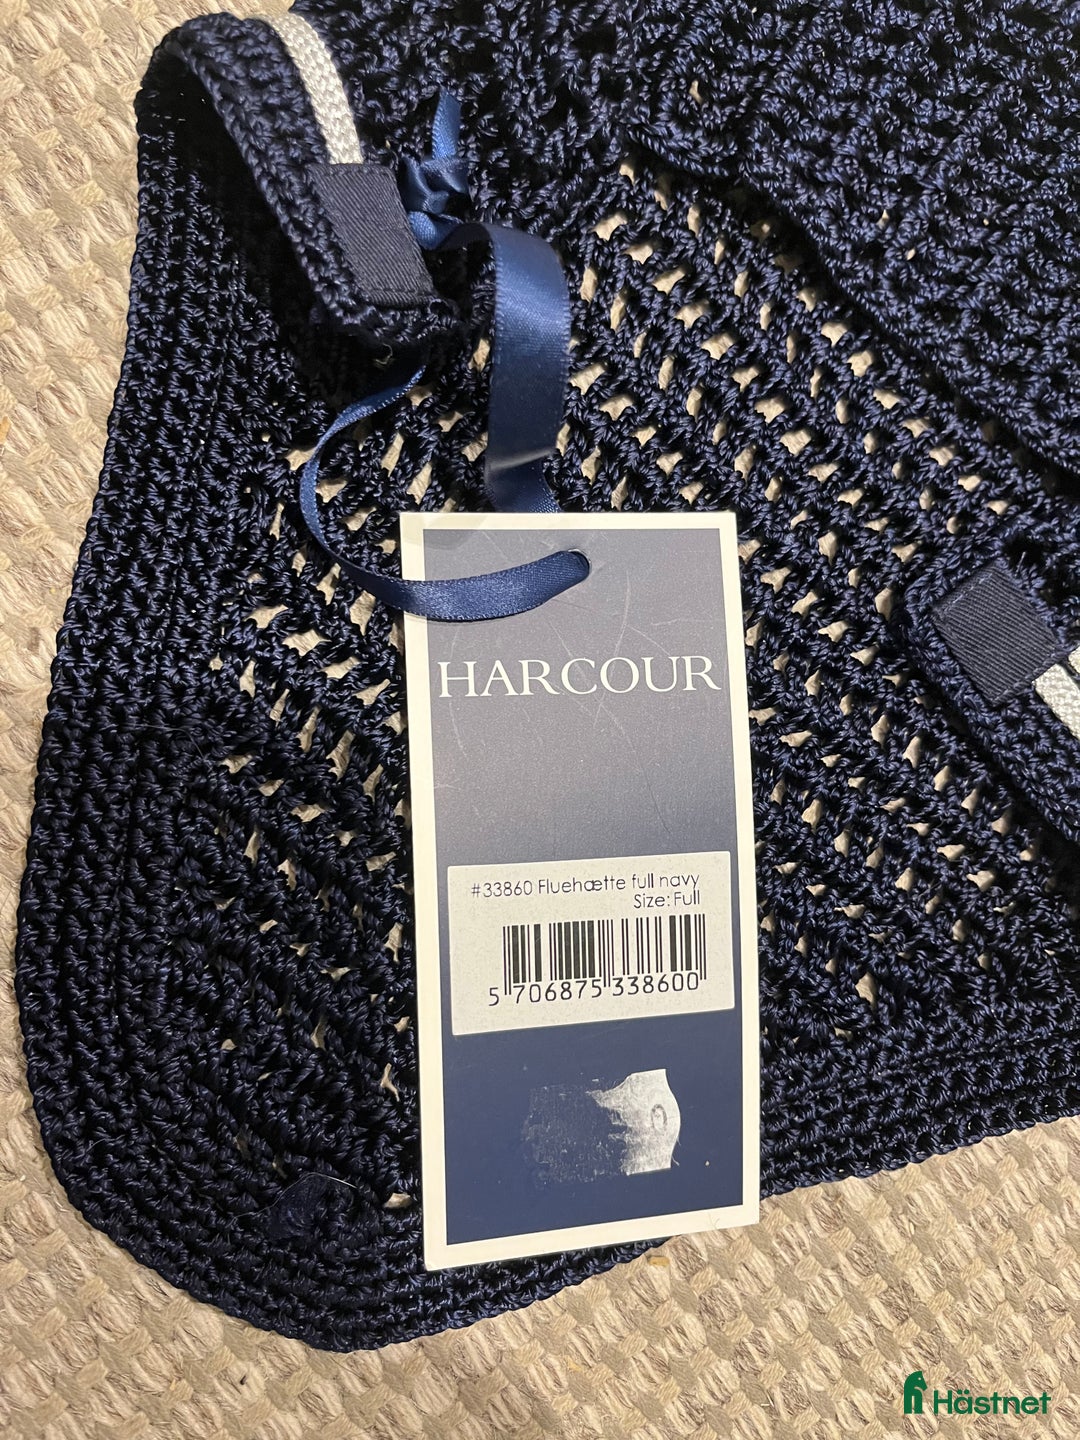 HARCOUR
#33860 Fluehætte full navy
Size: Full
5 706875 338600
Hästnet